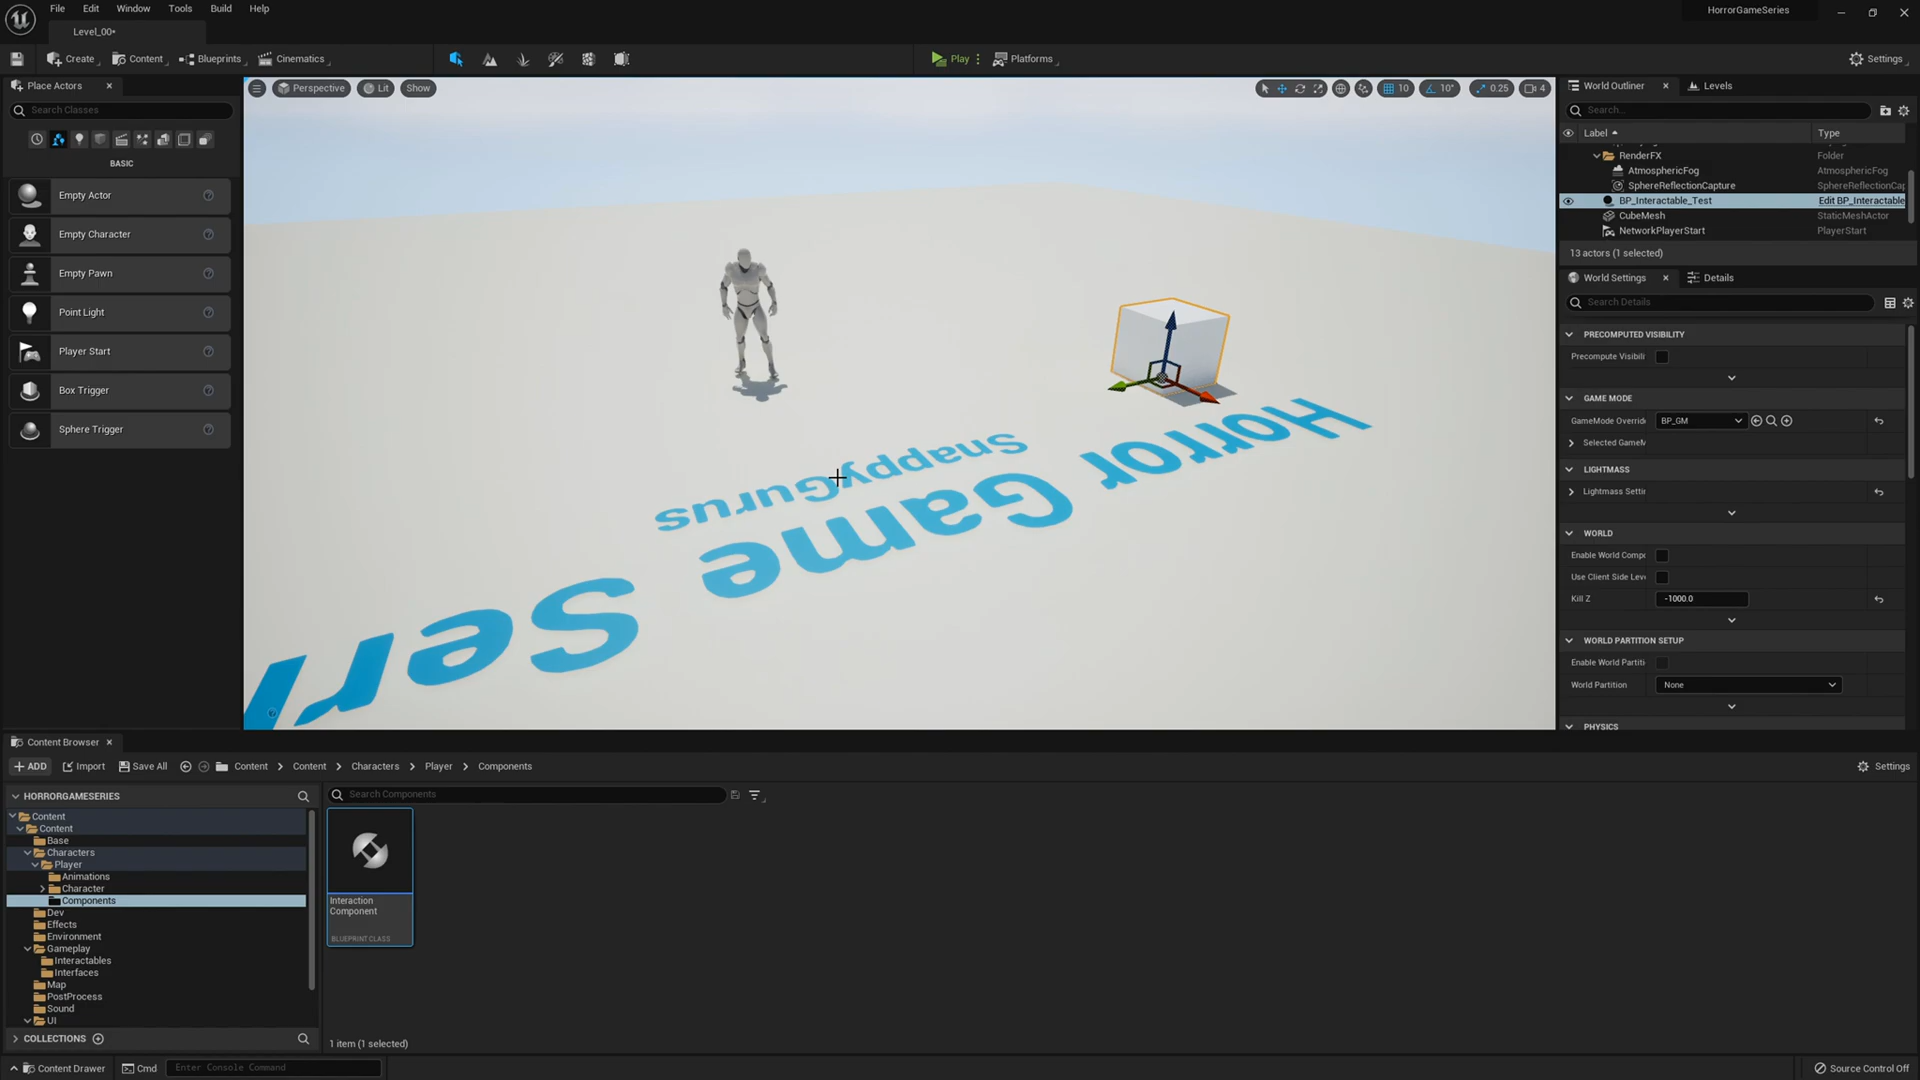 File Edit Window Tools Build Help
HorrorGameSeries
Level_00*
Create Content Blueprints Cinematics Play Platforms Settings
Place Actors
Search Classes
BASIC
Empty Actor
Empty Character
Empty Pawn
Point Light
Player Start
Box Trigger
Sphere Trigger
Perspective Lit Show
10 10° 0.25 4
SnappyGurus
Horror Game Seri
World Outliner Levels
Search...
Label Type
RenderFX Folder
AtmosphericFog AtmosphericFog
SphereReflectionCapture SphereReflectionCap
BP_Interactable_Test Edit BP_Interactable
CubeMesh StaticMeshActor
NetworkPlayerStart PlayerStart
13 actors (1 selected)
World Settings Details
Search Details
PRECOMPUTED VISIBILITY
Precompute Visibili
GAME MODE
GameMode Overrid BP_GM
Selected GameM
LIGHTMASS
Lightmass Settin
WORLD
Enable World Compo
Use Client Side Leve
Kill Z -1000.0
WORLD PARTITION SETUP
Enable World Partiti
World Partition None
PHYSICS
Content Browser
ADD Import Save All Content Content Characters Player Components Settings
HORRORGAMESERIES
Search Components
Content
Content
Base
Characters
Player
Animations
Character
Components
Dev
Effects
Environment
Gameplay
Interactables
Interfaces
Map
PostProcess
Sound
UI
COLLECTIONS
Interaction
Component
BLUEPRINT CLASS
1 item (1 selected)
Content Drawer Cmd Enter Console Command Source Control Off